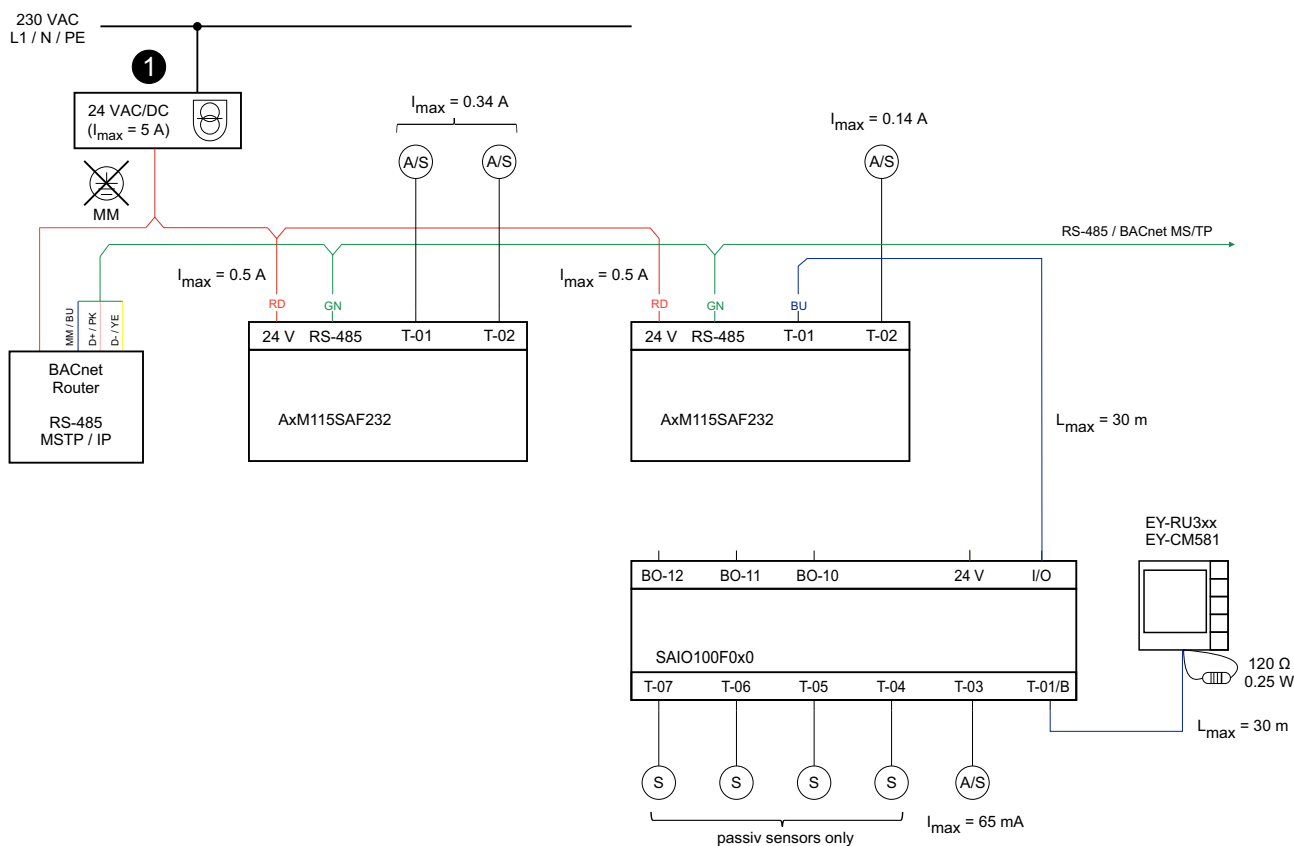 230 VAC
L1 / N / PE
1
24 VAC/DC
(Imax = 5 A)
MM
Imax = 0.34 A
A/S
A/S
Imax = 0.14 A
A/S
RS-485 / BACnet MS/TP
Imax = 0.5 A
RD
GN
Imax = 0.5 A
RD
GN
BU
MM / BU
D+ / PK
D- / YE
24 V
RS-485
T-01
T-02
24 V
RS-485
T-01
T-02
BACnet
Router
RS-485
MSTP / IP
AxM115SAF232
AxM115SAF232
Lmax = 30 m
EY-RU3xx
EY-CM581
BO-12
BO-11
BO-10
24 V
I/O
SAIO100F0x0
120 Ω
0.25 W
T-07
T-06
T-05
T-04
T-03
T-01/B
Lmax = 30 m
S
S
S
S
A/S
Imax = 65 mA
passiv sensors only